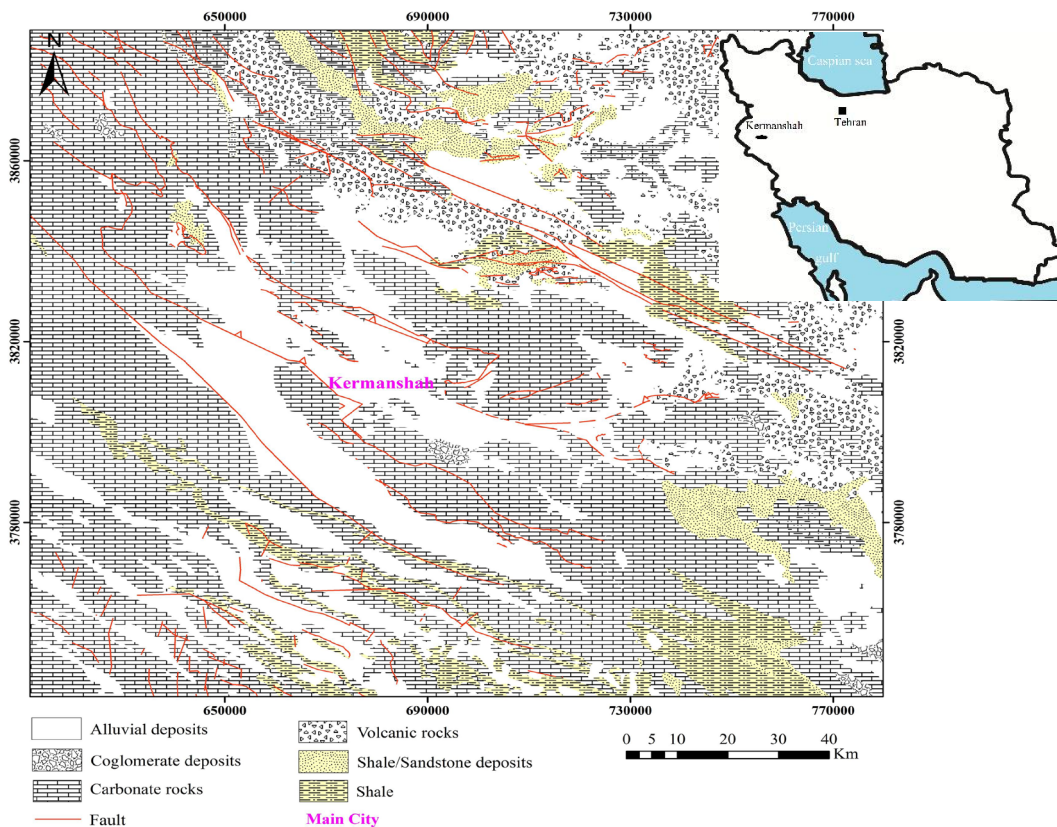 650000 690000 730000 770000
N
Caspian sea
Tehran
Kermanshah
Persian
gulf
3860000
3860000
3820000
3820000
Kermanshah
3780000
3780000
650000 690000 730000 770000
Alluvial deposits
Coglomerate deposits
Carbonate rocks
Fault
Volcanic rocks
Shale/Sandstone deposits
Shale
Main City
0 5 10 20 30 40
Km